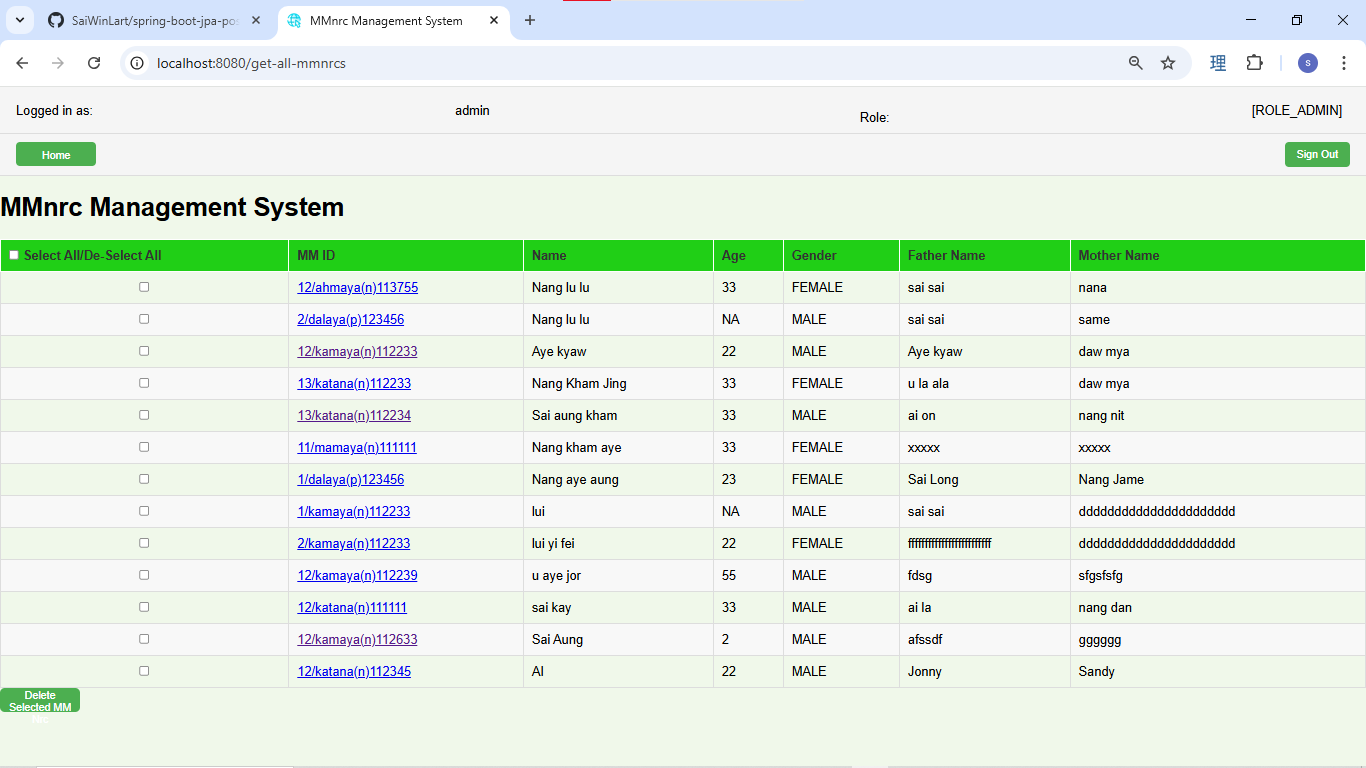 SaiWinLart/spring-boot-jpa-pos
MMnrc Management System
localhost:8080/get-all-mmnrcs
理
s
Logged in as: admin Role: [ROLE_ADMIN]
Home Sign Out
MMnrc Management System
Select All/De-Select All MM ID Name Age Gender Father Name Mother Name
12/ahmaya(n)113755 Nang lu lu 33 FEMALE sai sai nana
2/dalaya(p)123456 Nang lu lu NA MALE sai sai same
12/kamaya(n)112233 Aye kyaw 22 MALE Aye kyaw daw mya
13/katana(n)112233 Nang Kham Jing 33 FEMALE u la ala daw mya
13/katana(n)112234 Sai aung kham 33 MALE ai on nang nit
11/mamaya(n)111111 Nang kham aye 33 FEMALE xxxxx xxxxx
1/dalaya(p)123456 Nang aye aung 23 FEMALE Sai Long Nang Jame
1/kamaya(n)112233 lui NA MALE sai sai dddddddddddddddddddddd
2/kamaya(n)112233 lui yi fei 22 FEMALE ffffffffffffffffffffffffff dddddddddddddddddddddd
12/kamaya(n)112239 u aye jor 55 MALE fdsg sfgsfsfg
12/katana(n)111111 sai kay 33 MALE ai la nang dan
12/kamaya(n)112633 Sai Aung 2 MALE afssdf gggggg
12/katana(n)112345 Al 22 MALE Jonny Sandy
Delete
Selected MM
Nrc